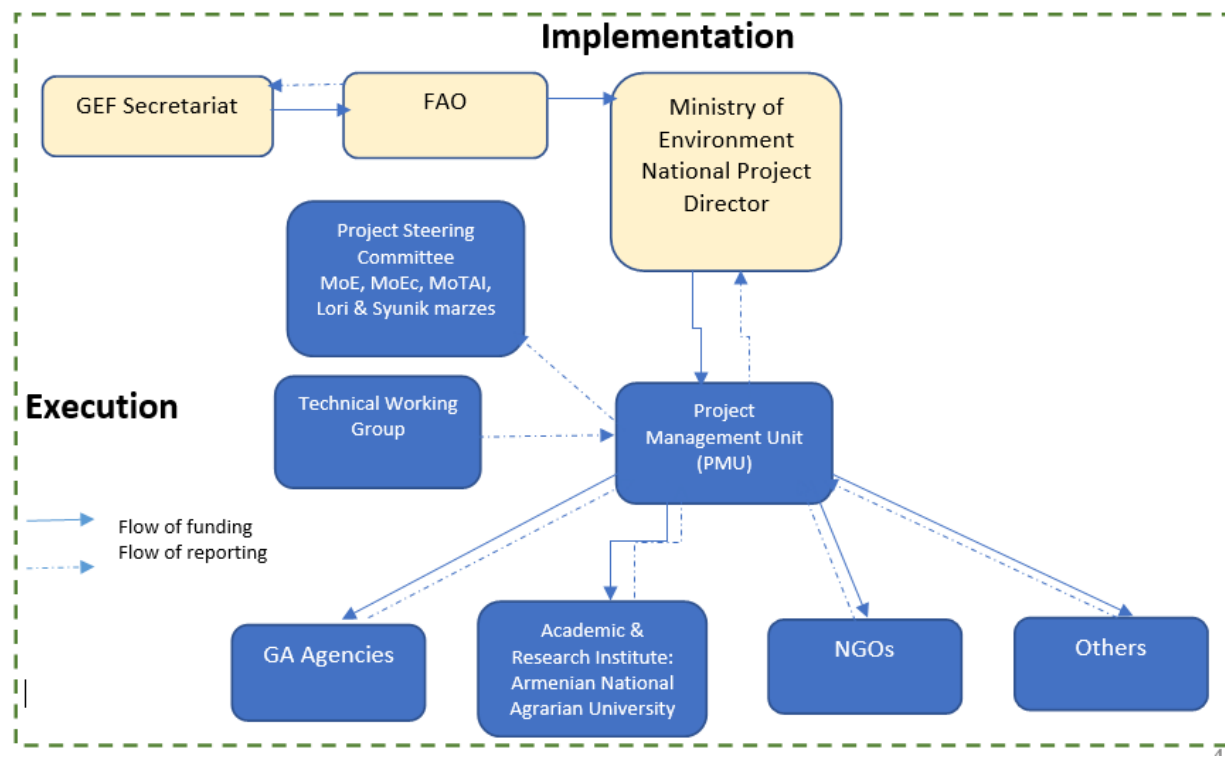 Implementation
GEF Secretariat
FAO
Ministry of
Environment
National Project
Director
Project Steering
Committee
MoE, MoEc, MoTAI,
Lori & Syunik marzes
Execution
Technical Working
Group
Project
Management Unit
(PMU)
Flow of funding
Flow of reporting
GA Agencies
Academic &
Research Institute:
Armenian National
Agrarian University
NGOs
Others